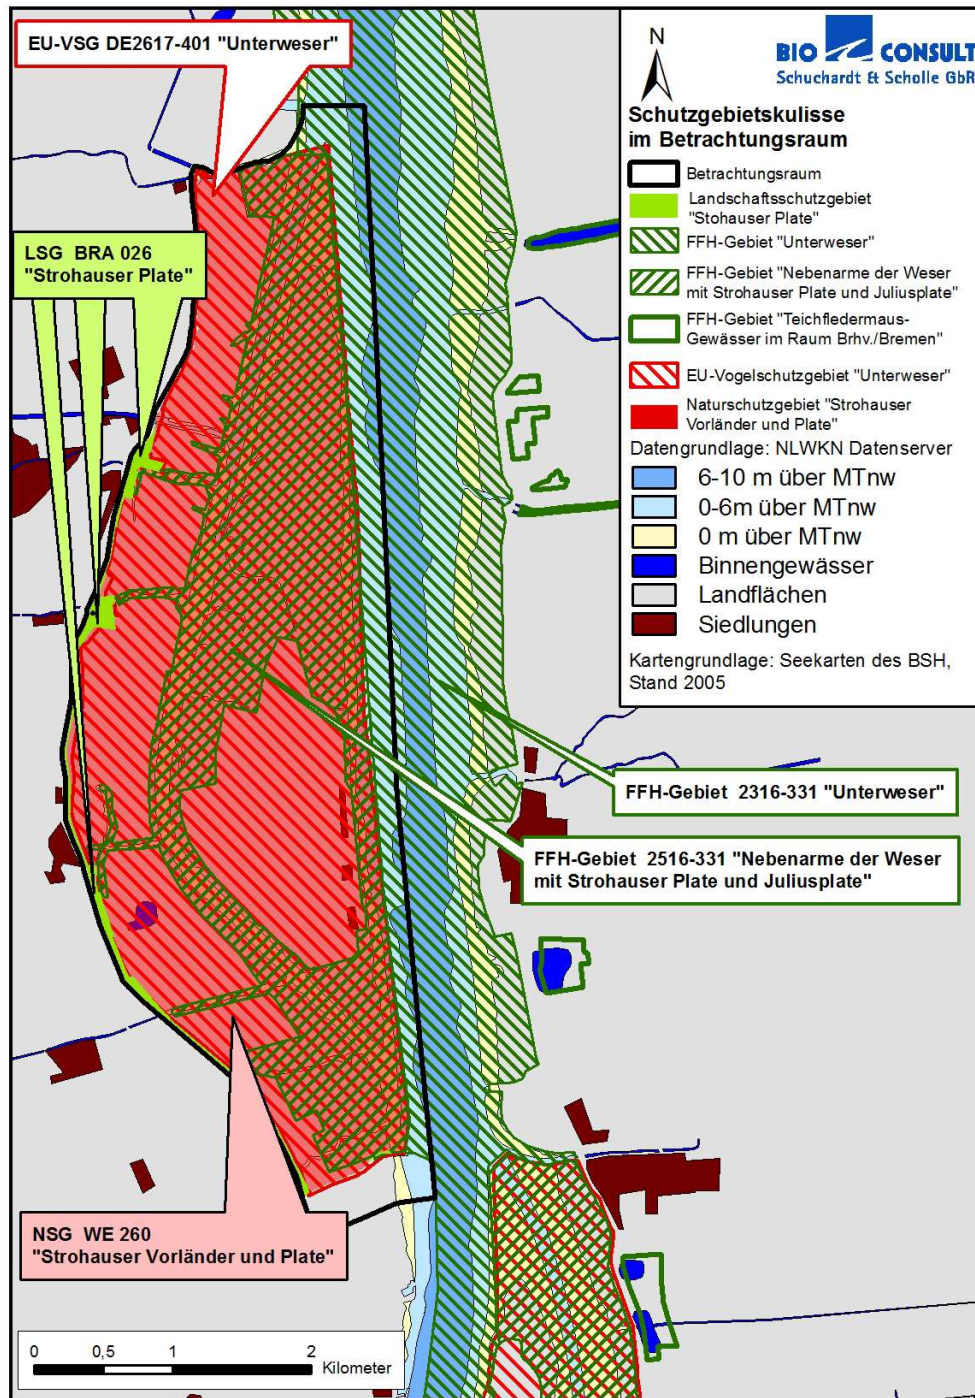 EU-VSG DE2617-401 "Unterweser"
LSG BRA 026
"Strohauser Plate"
N
BIO CONSULT
Schuchardt & Scholle GbR
Schutzgebietskulisse
im Betrachtungsraum
Betrachtungsraum
Landschaftsschutzgebiet
"Stohauser Plate"
FFH-Gebiet "Unterweser"
FFH-Gebiet "Nebenarme der Weser
mit Strohauser Plate und Juliusplate"
FFH-Gebiet "Teichfledermaus-
Gewässer im Raum Brhv./Bremen"
EU-Vogelschutzgebiet "Unterweser"
Naturschutzgebiet "Strohauser
Vorländer und Plate"
Datengrundlage: NLWKN Datenserver
6-10 m über MTnw
0-6m über MTnw
0 m über MTnw
Binnengewässer
Landflächen
Siedlungen
Kartengrundlage: Seekarten des BSH,
Stand 2005
FFH-Gebiet 2316-331 "Unterweser"
FFH-Gebiet 2516-331 "Nebenarme der Weser
mit Strohauser Plate und Juliusplate"
NSG WE 260
"Strohauser Vorländer und Plate"
0 0,5 1 2
Kilometer